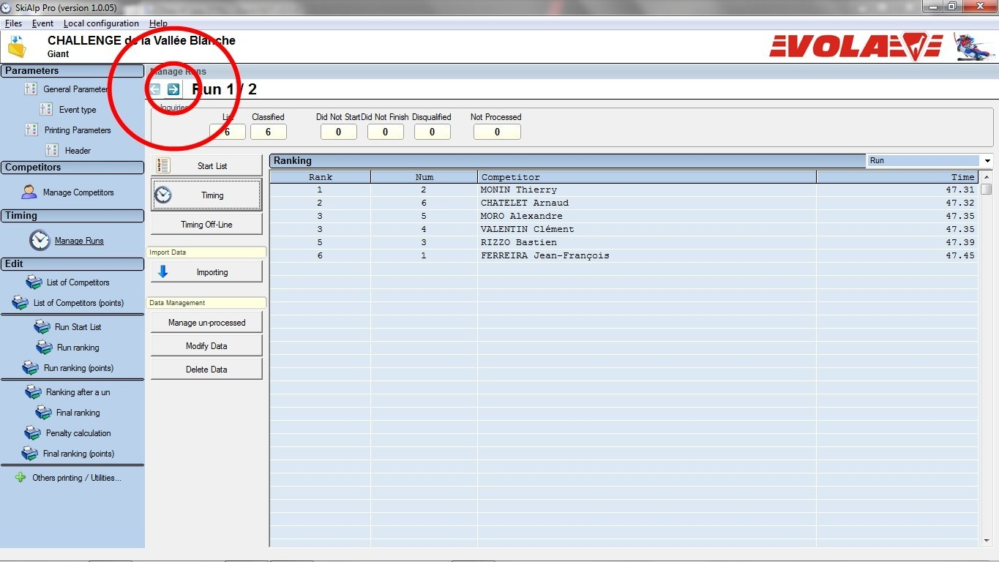 SkiAlp Pro (version 1.0.05)
Files Event Local configuration Help
CHALLENGE de la Vallée Blanche
Giant
VOLA
Parameters
General Parameter
Event type
Printing Parameters
Header
Competitors
Manage Competitors
Timing
Manage Runs
Edit
List of Competitors
List of Competitors (points)
Run Start List
Run ranking
Run ranking (points)
Ranking after a un
Final ranking
Penalty calculation
Final ranking (points)
Others printing / Utilities...
Manage Runs
Run 1 / 2
Inquiries
List Classified Did Not Start Did Not Finish Disqualified Not Processed
6 6 0 0 0 0
Start List
Timing
Timing Off-Line
Import Data
Importing
Data Management
Manage un-processed
Modify Data
Delete Data
Ranking Run
Rank Num Competitor Time
1 2 MONIN Thierry 47.31
2 6 CHATELET Arnaud 47.32
3 5 MORO Alexandre 47.35
3 4 VALENTIN Clément 47.35
5 3 RIZZO Bastien 47.39
6 1 FERREIRA Jean-François 47.45